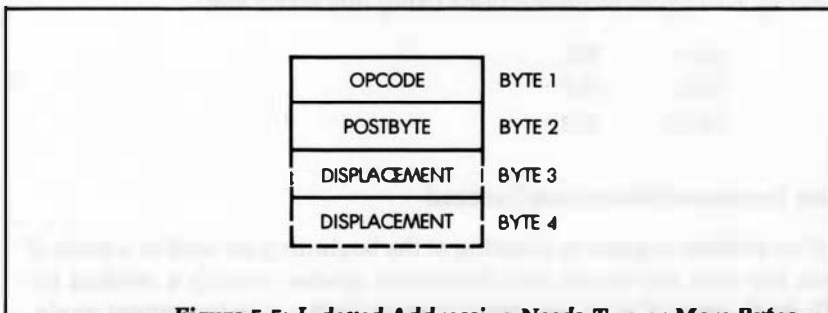 OPCODE BYTE 1
POSTBYTE BYTE 2
DISPLACEMENT BYTE 3
DISPLACEMENT BYTE 4
Figure 5-5: Indexed Addressing Needs Two or More Bytes